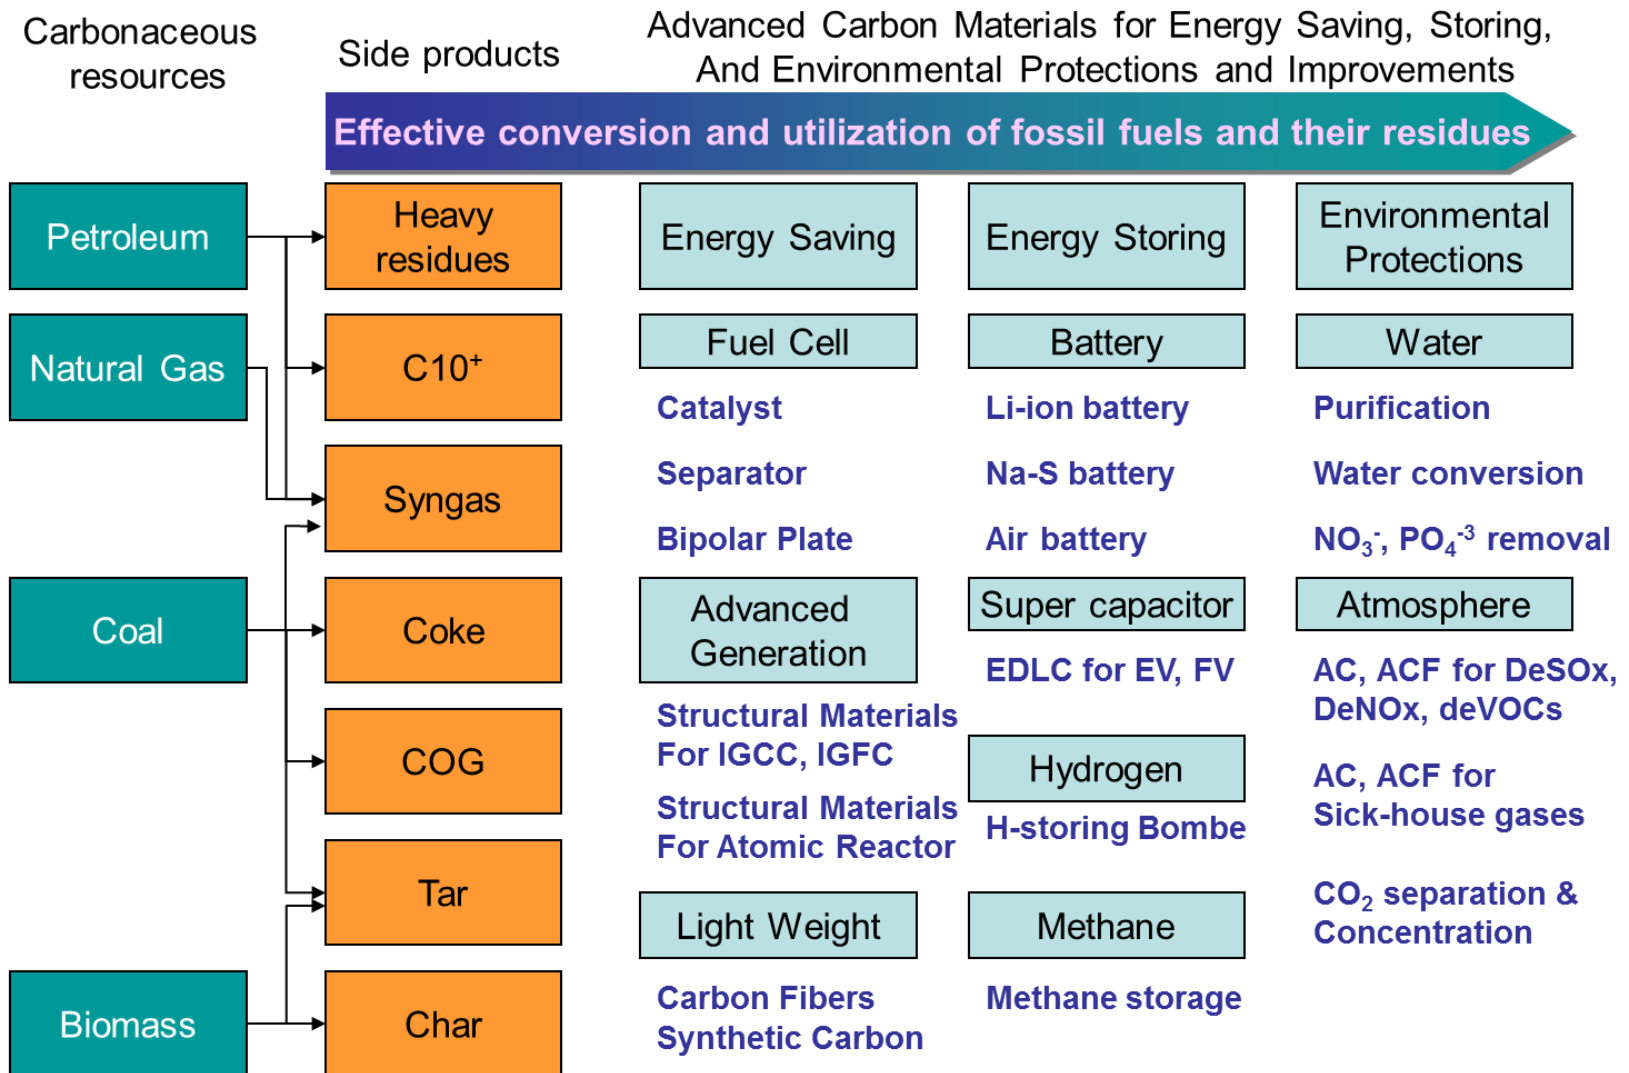 Carbonaceous
resources
Side products
Advanced Carbon Materials for Energy Saving, Storing,
And Environmental Protections and Improvements
Effective conversion and utilization of fossil fuels and their residues
Petroleum
Natural Gas
Coal
Biomass
Heavy
residues
C10⁺
Syngas
Coke
COG
Tar
Char
Energy Saving
Fuel Cell
Catalyst
Separator
Bipolar Plate
Advanced
Generation
Structural Materials
For IGCC, IGFC
Structural Materials
For Atomic Reactor
Light Weight
Carbon Fibers
Synthetic Carbon
Energy Storing
Battery
Li-ion battery
Na-S battery
Air battery
Super capacitor
EDLC for EV, FV
Hydrogen
H-storing Bombe
Methane
Methane storage
Environmental
Protections
Water
Purification
Water conversion
NO₃⁻, PO₄⁻³ removal
Atmosphere
AC, ACF for DeSOx,
DeNOx, deVOCs
AC, ACF for
Sick-house gases
CO₂ separation &
Concentration